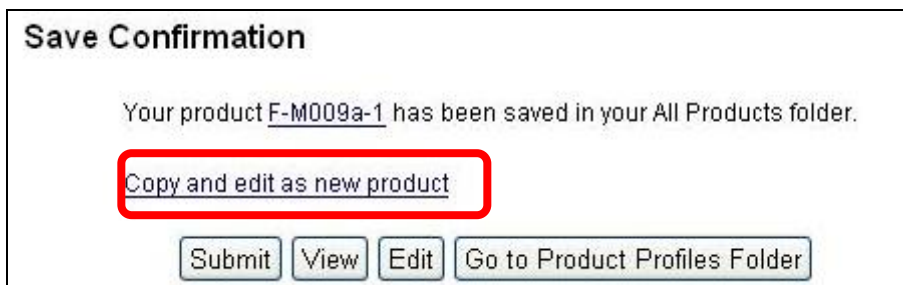 Save Confirmation
Your product F-M009a-1 has been saved in your All Products folder.
Copy and edit as new product
Submit View Edit Go to Product Profiles Folder